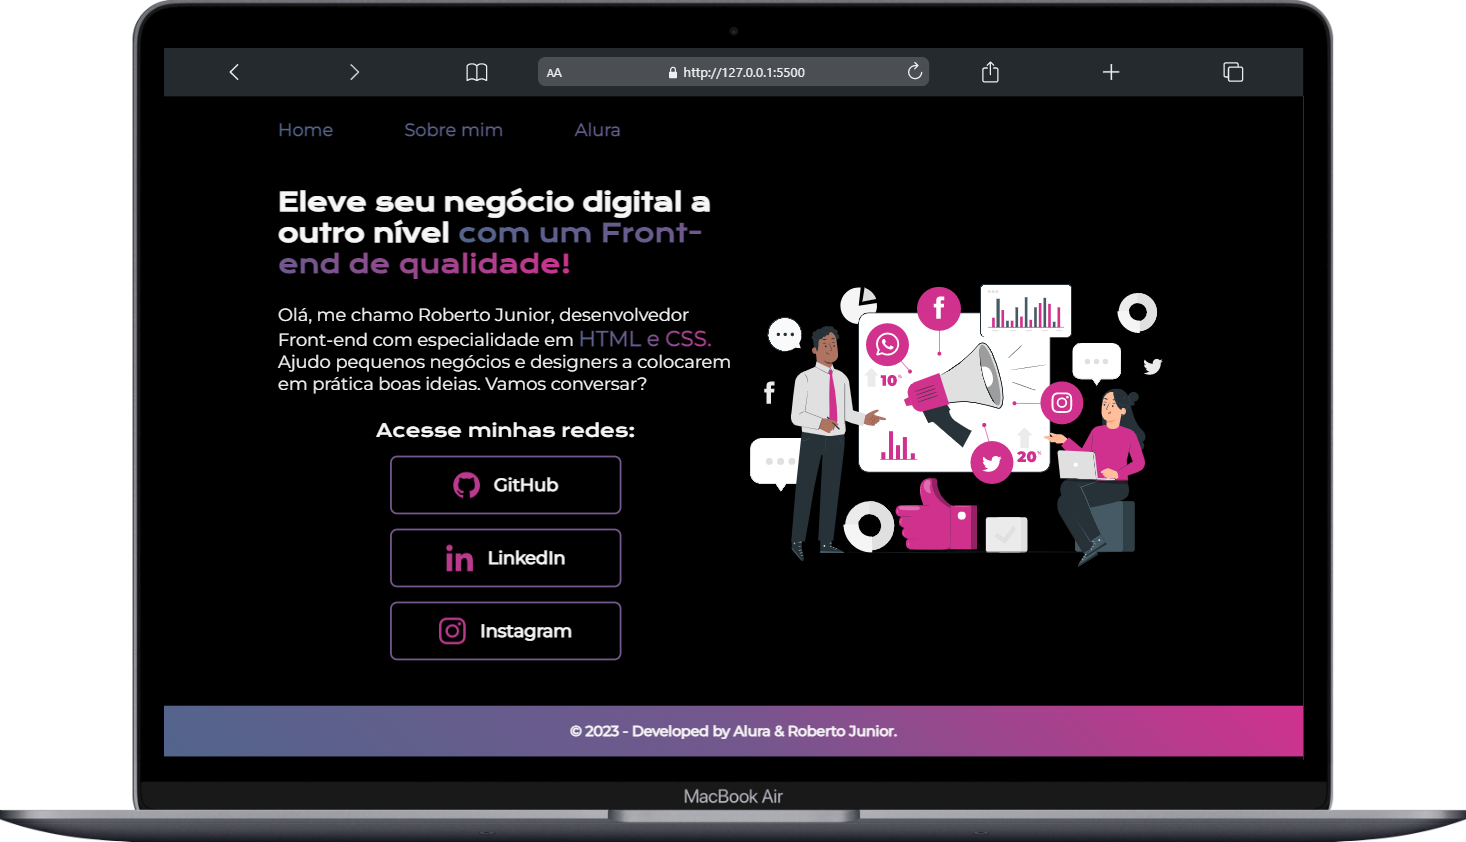 AA
http://127.0.0.1:5500
Home
Sobre mim
Alura
Eleve seu negócio digital a
outro nível com um Front-
end de qualidade!
Olá, me chamo Roberto Junior, desenvolvedor
Front-end com especialidade em HTML e CSS.
Ajudo pequenos negócios e designers a colocarem
em prática boas ideias. Vamos conversar?
10%
20%
Acesse minhas redes:
GitHub
LinkedIn
Instagram
© 2023 - Developed by Alura & Roberto Junior.
MacBook Air